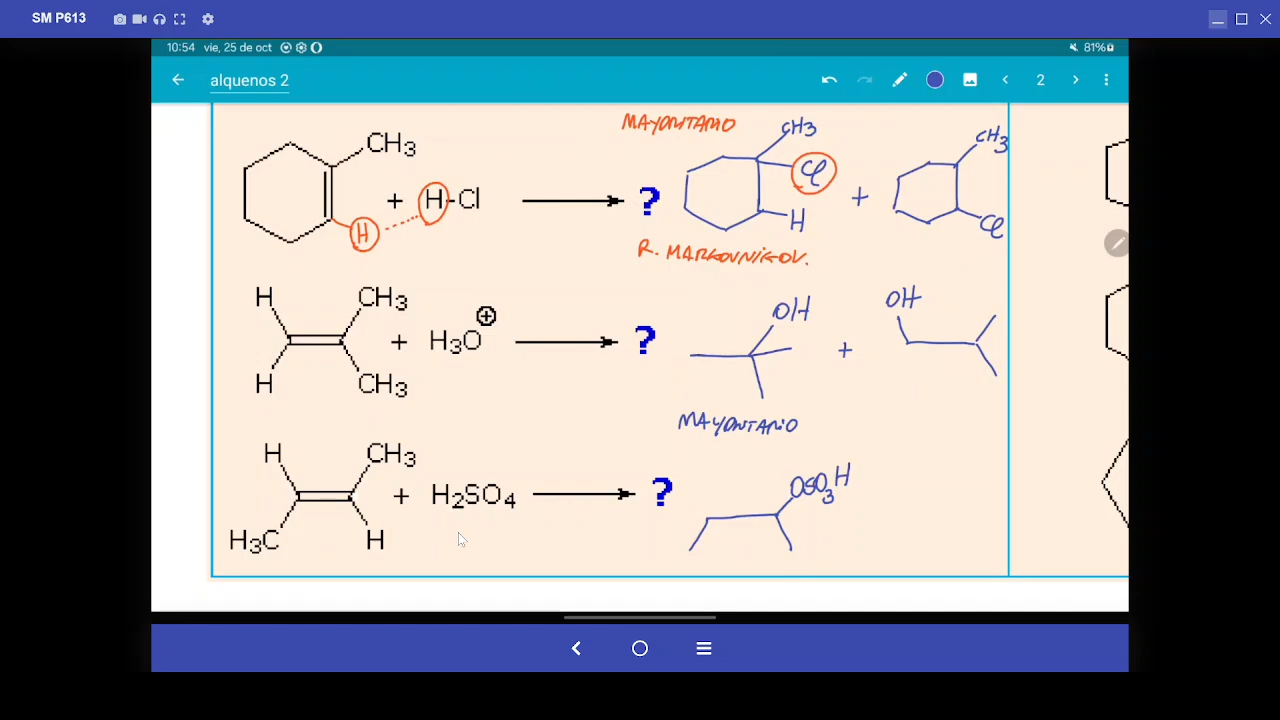 SM P613
10:54 vie, 25 de oct
81%
alquenos 2
2
MAYORITARIO
CH3
CH3
CH₃
+ H-Cl
?
Cl
+
H
H
Cl
R. MARKOVNIKOV.
H
CH₃
OH
OH
+ H₃O⊕
?
+
H
CH₃
MAYORITARIO
H
CH₃
OSO3H
+ H₂SO₄
?
H₃C
H